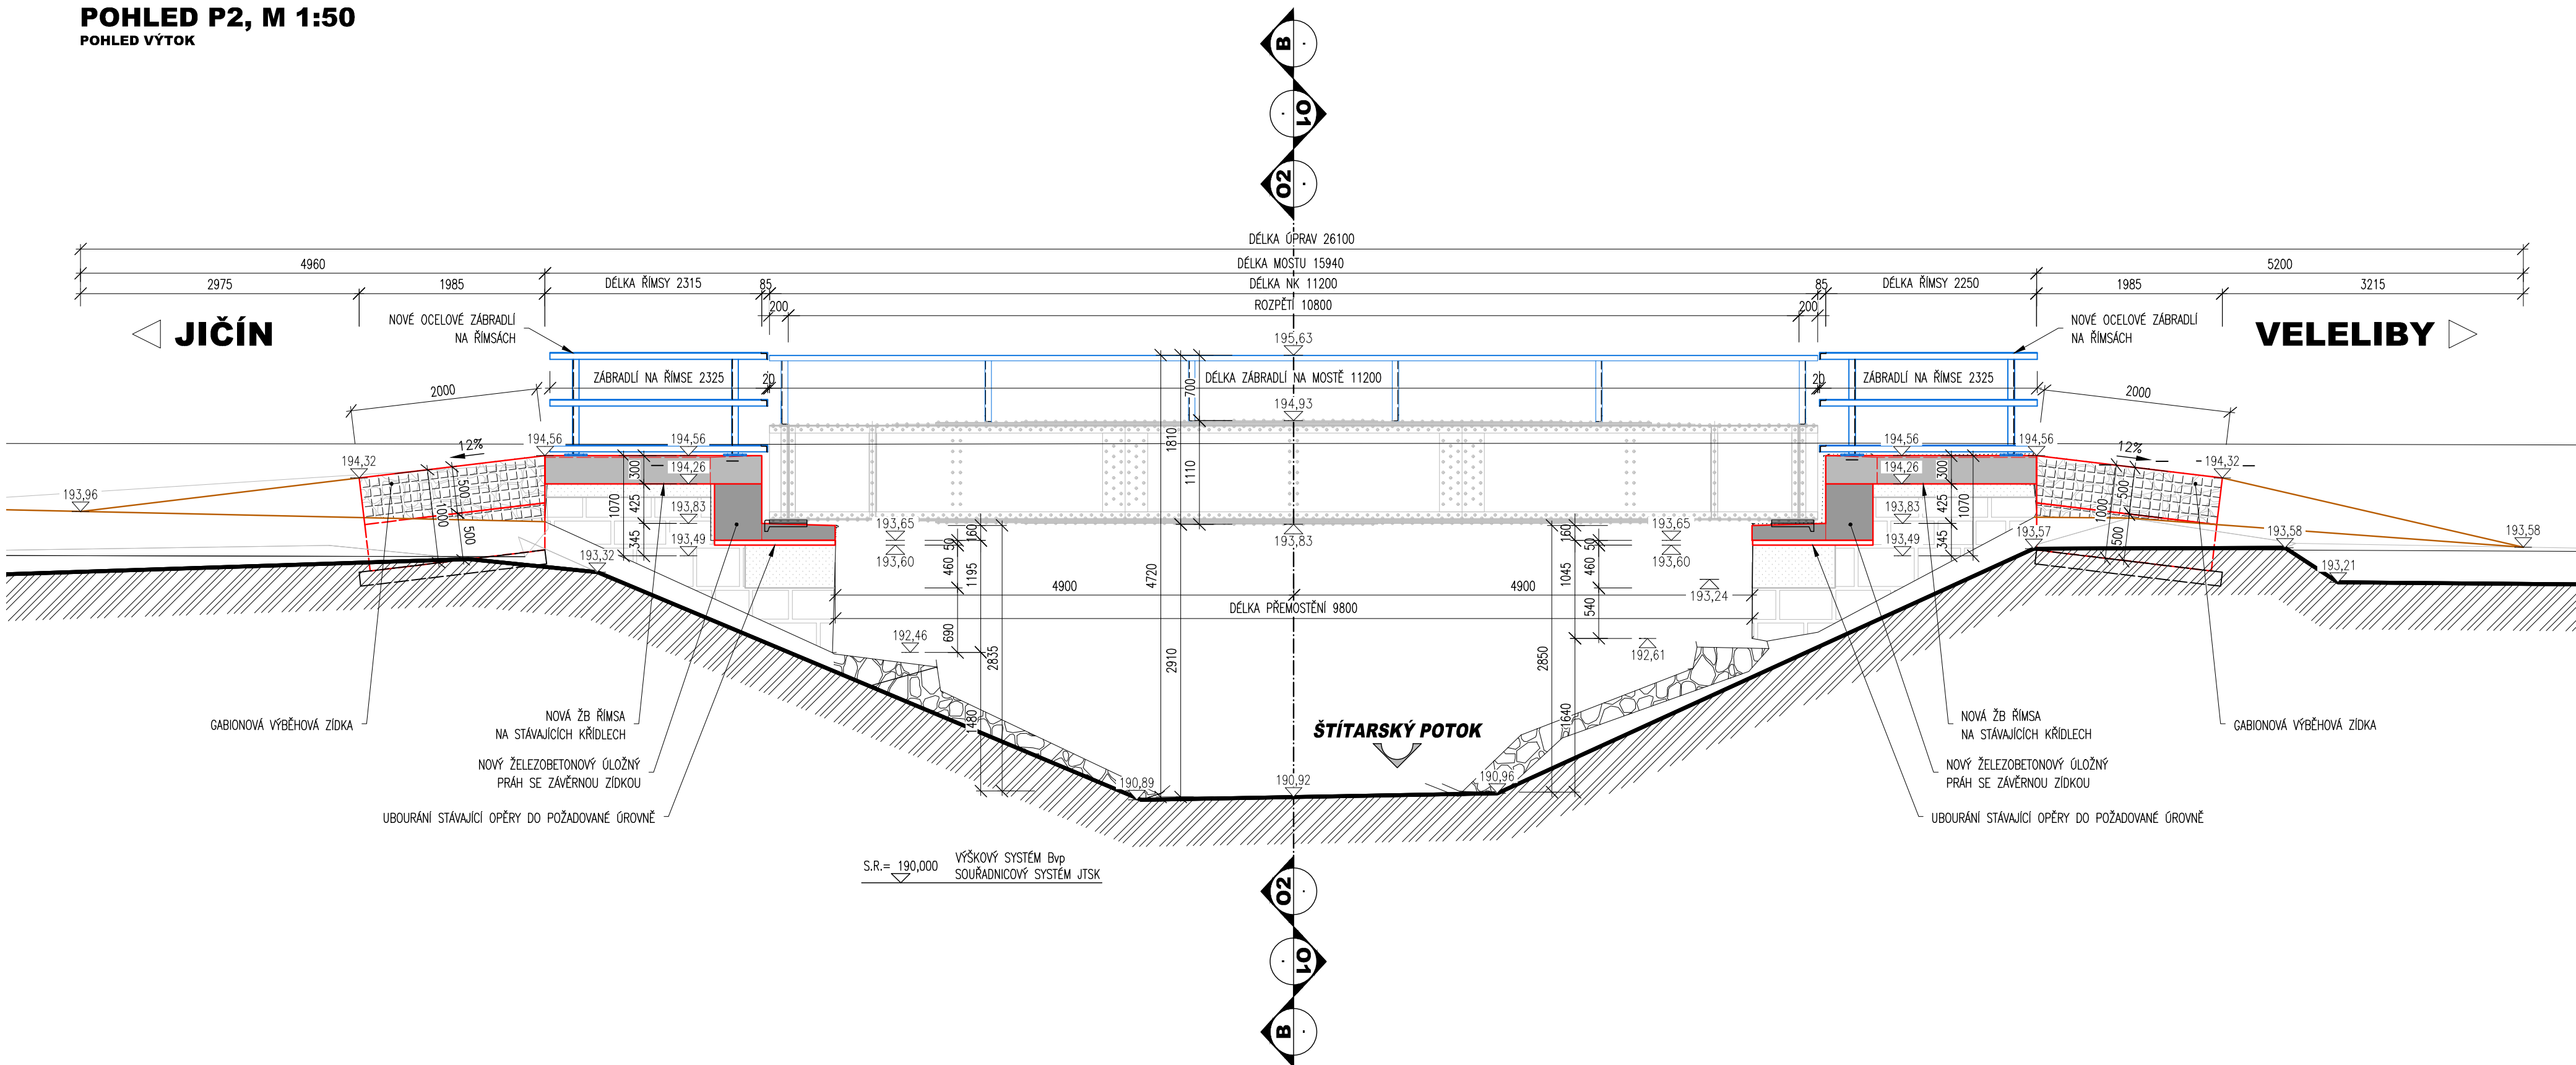 POHLED P2, M 1:50
POHLED VÝTOK
B
O1
O2
DÉLKA ÚPRAV 26100
4960
DÉLKA MOSTU 15940
5200
2975
1985
DÉLKA ŘÍMSY 2315
85
DÉLKA NK 11200
85
DÉLKA ŘÍMSY 2250
1985
3215
200
ROZPĚTÍ 10800
200
JIČÍN
NOVÉ OCELOVÉ ZÁBRADLÍ
NA ŘÍMSÁCH
195,63
NOVÉ OCELOVÉ ZÁBRADLÍ
NA ŘÍMSÁCH
VELELIBY
2000
ZÁBRADLÍ NA ŘÍMSE 2325
20
700
DÉLKA ZÁBRADLÍ NA MOSTĚ 11200
20
ZÁBRADLÍ NA ŘÍMSE 2325
2000
194,93
12%
194,56
194,56
1810
1110
194,56
194,56
12%
194,32
194,26
300
194,26
300
194,32
193,96
500
1000
500
1070
425
345
193,83
193,49
193,32
193,65
193,60
160
50
460
1195
193,83
160
50
460
1045
193,65
193,60
193,83
193,49
425
345
1070
193,57
1000
500
500
193,58
193,58
193,21
4900
4720
4900
193,24
DÉLKA PŘEMOSTĚNÍ 9800
540
192,46
690
2835
2910
2850
192,61
1480
1640
GABIONOVÁ VÝBĚHOVÁ ZÍDKA
NOVÁ ŽB ŘÍMSA
NA STÁVAJÍCÍCH KŘÍDLECH
NOVÝ ŽELEZOBETONOVÝ ÚLOŽNÝ
PRÁH SE ZÁVĚRNOU ZÍDKOU
UBOURÁNÍ STÁVAJÍCÍ OPĚRY DO POŽADOVANÉ ÚROVNĚ
ŠTÍTARSKÝ POTOK
190,89
190,92
190,96
NOVÁ ŽB ŘÍMSA
NA STÁVAJÍCÍCH KŘÍDLECH
GABIONOVÁ VÝBĚHOVÁ ZÍDKA
NOVÝ ŽELEZOBETONOVÝ ÚLOŽNÝ
PRÁH SE ZÁVĚRNOU ZÍDKOU
UBOURÁNÍ STÁVAJÍCÍ OPĚRY DO POŽADOVANÉ ÚROVNĚ
S.R.= 190,000
VÝŠKOVÝ SYSTÉM Bvp
SOUŘADNICOVÝ SYSTÉM JTSK
O2
O1
B